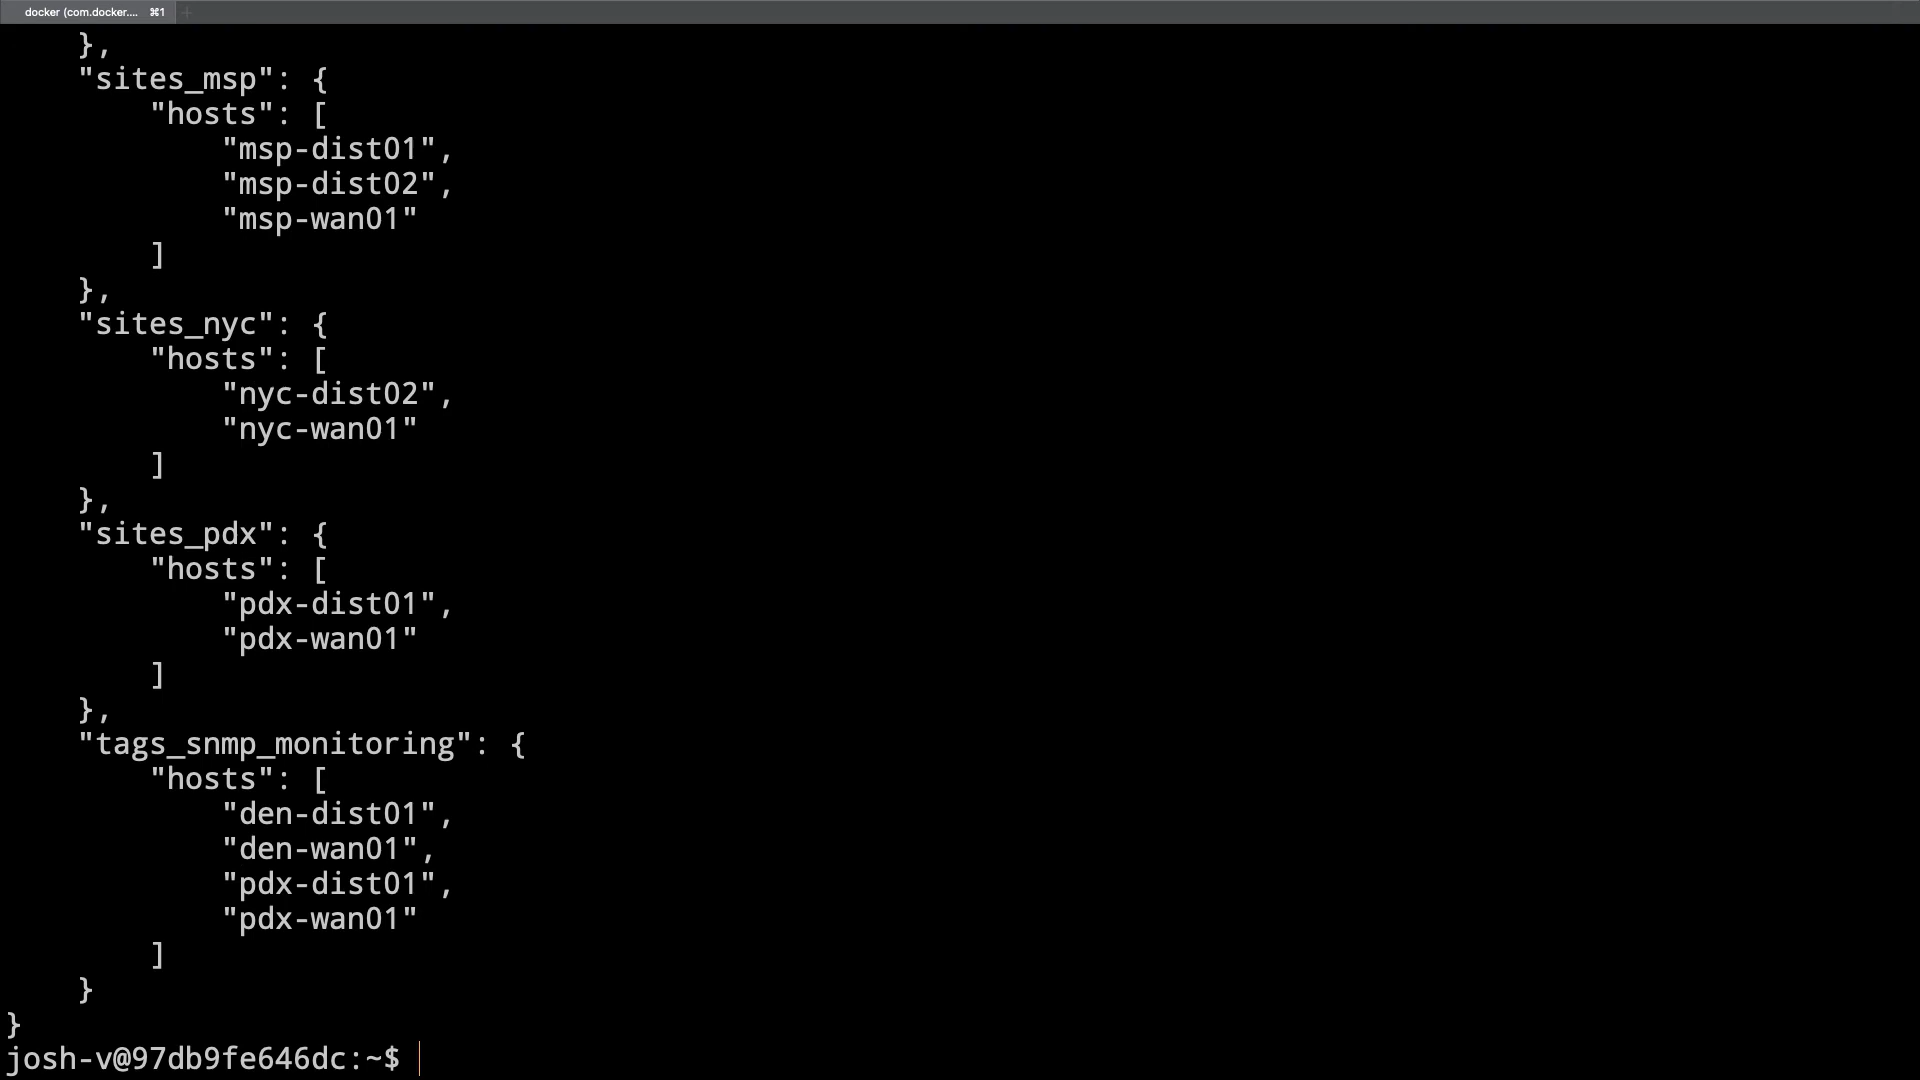 docker (com.docker.... ⌘1 +
    },
    "sites_msp": {
        "hosts": [
            "msp-dist01",
            "msp-dist02",
            "msp-wan01"
        ]
    },
    "sites_nyc": {
        "hosts": [
            "nyc-dist02",
            "nyc-wan01"
        ]
    },
    "sites_pdx": {
        "hosts": [
            "pdx-dist01",
            "pdx-wan01"
        ]
    },
    "tags_snmp_monitoring": {
        "hosts": [
            "den-dist01",
            "den-wan01",
            "pdx-dist01",
            "pdx-wan01"
        ]
    }
}
josh-v@97db9fe646dc:~$